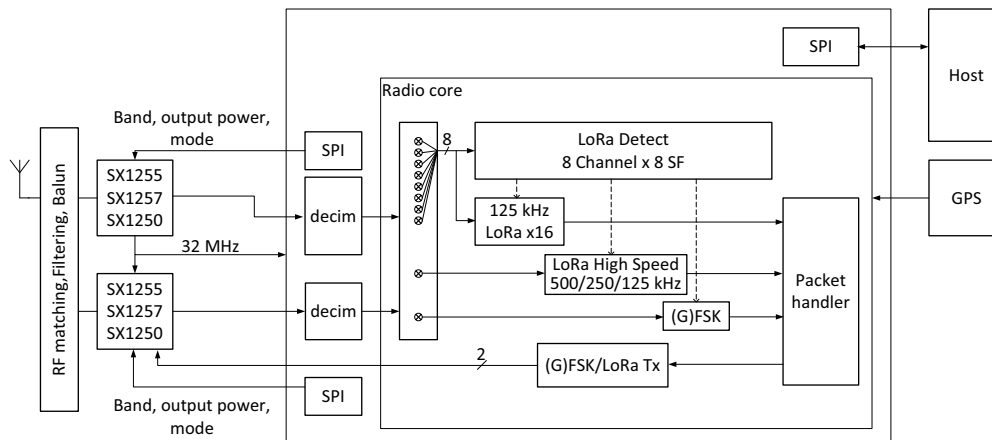 SPI
Host
Radio core
Band, output power,
mode
SPI
8
LoRa Detect
8 Channel x 8 SF
RF matching,Filtering, Balun
SX1255
SX1257
SX1250
decim
125 kHz
LoRa x16
GPS
32 MHz
LoRa High Speed
500/250/125 kHz
Packet
handler
SX1255
SX1257
SX1250
decim
(G)FSK
2
(G)FSK/LoRa Tx
SPI
Band, output power,
mode